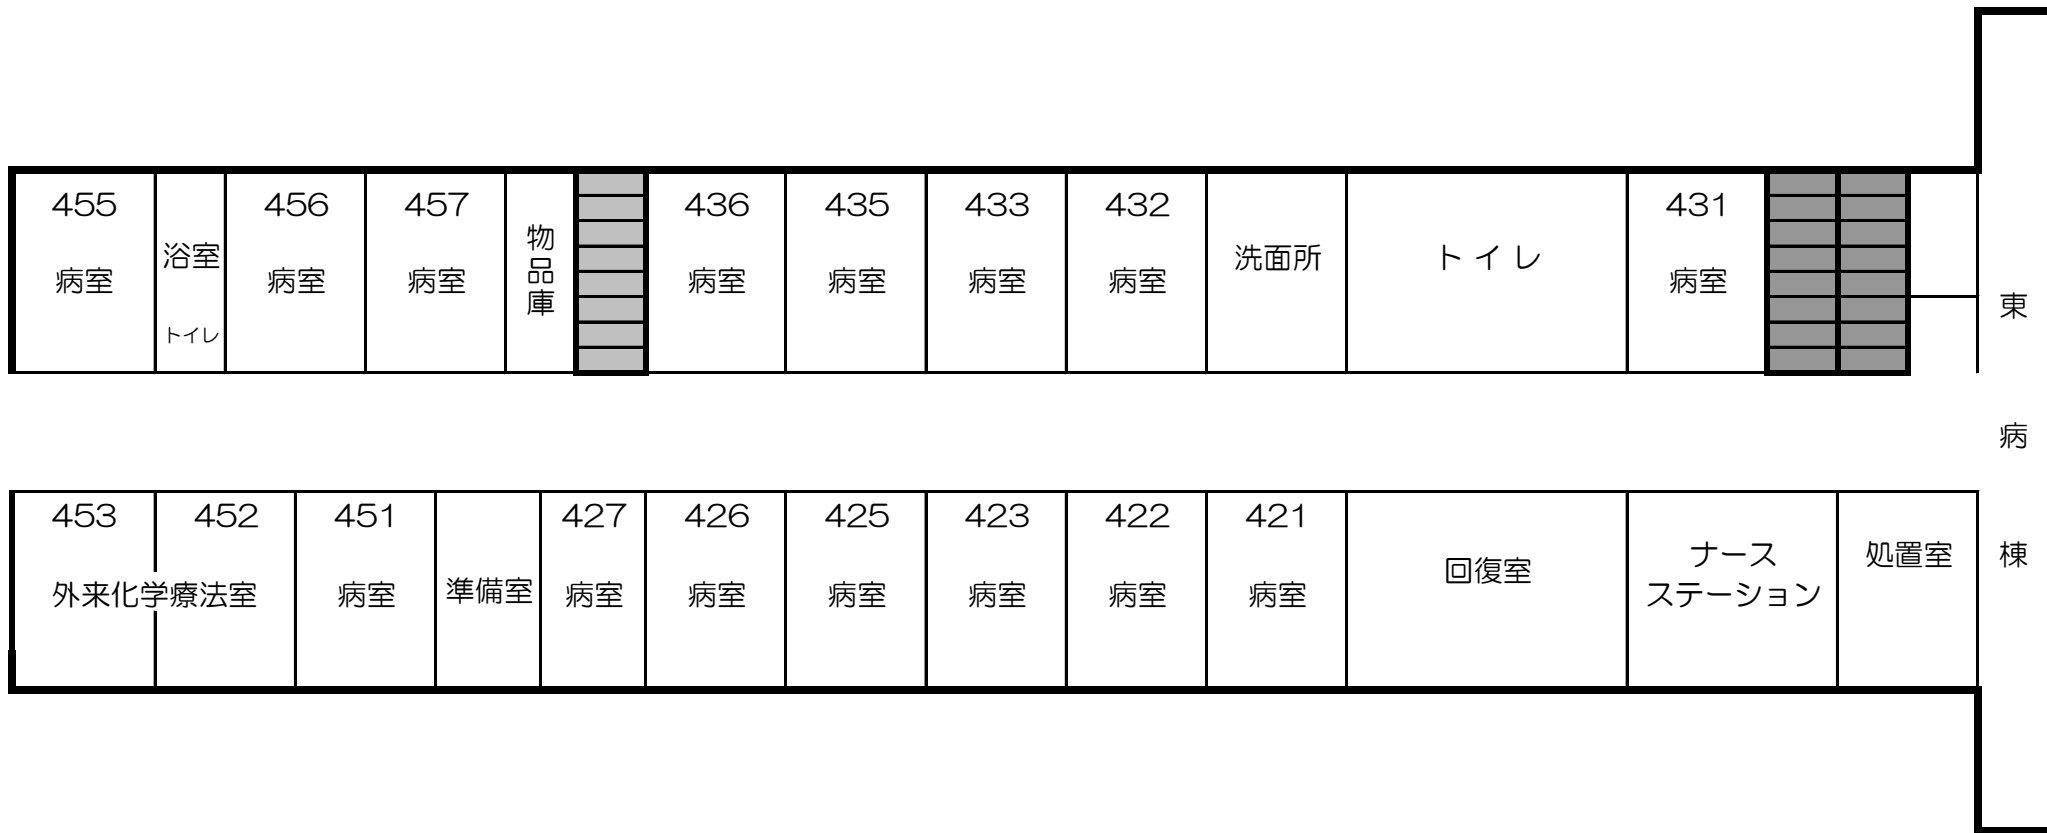 455
病室
浴室
トイレ
456
病室
457
病室
物品庫
436
病室
435
病室
433
病室
432
病室
洗面所
トイレ
431
病室
東病棟
453
452
外来化学療法室
451
病室
準備室
427
病室
426
病室
425
病室
423
病室
422
病室
421
病室
回復室
ナース
ステーション
処置室